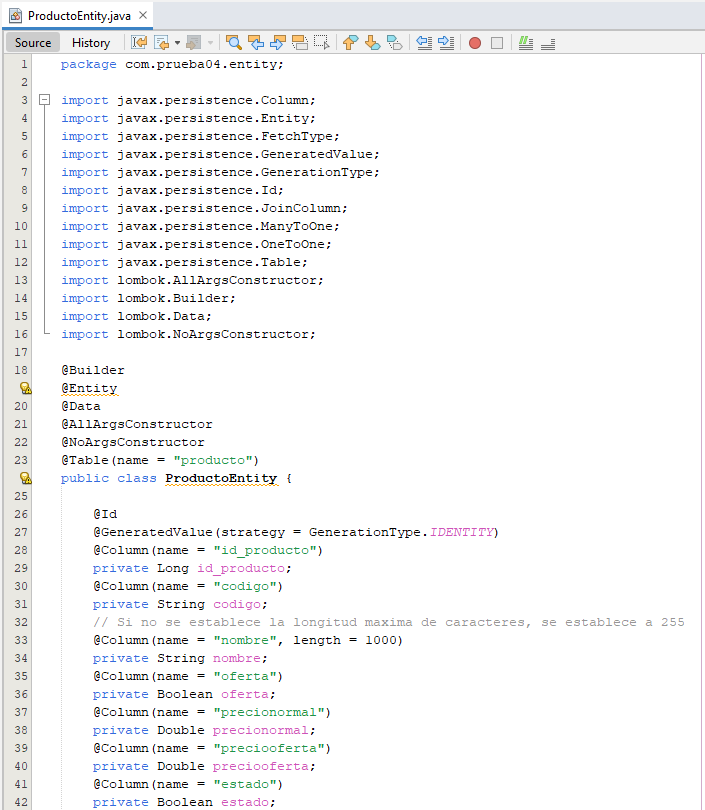 ProductoEntity.java
Source History
1 package com.prueba04.entity;
2
3 import javax.persistence.Column;
4 import javax.persistence.Entity;
5 import javax.persistence.FetchType;
6 import javax.persistence.GeneratedValue;
7 import javax.persistence.GenerationType;
8 import javax.persistence.Id;
9 import javax.persistence.JoinColumn;
10 import javax.persistence.ManyToOne;
11 import javax.persistence.OneToOne;
12 import javax.persistence.Table;
13 import lombok.AllArgsConstructor;
14 import lombok.Builder;
15 import lombok.Data;
16 import lombok.NoArgsConstructor;
17
18 @Builder
@Entity
20 @Data
21 @AllArgsConstructor
22 @NoArgsConstructor
23 @Table(name = "producto")
public class ProductoEntity {
25
26 @Id
27 @GeneratedValue(strategy = GenerationType.IDENTITY)
28 @Column(name = "id_producto")
29 private Long id_producto;
30 @Column(name = "codigo")
31 private String codigo;
32 // Si no se establece la longitud maxima de caracteres, se establece a 255
33 @Column(name = "nombre", length = 1000)
34 private String nombre;
35 @Column(name = "oferta")
36 private Boolean oferta;
37 @Column(name = "precionormal")
38 private Double precionormal;
39 @Column(name = "preciooferta")
40 private Double preciooferta;
41 @Column(name = "estado")
42 private Boolean estado;